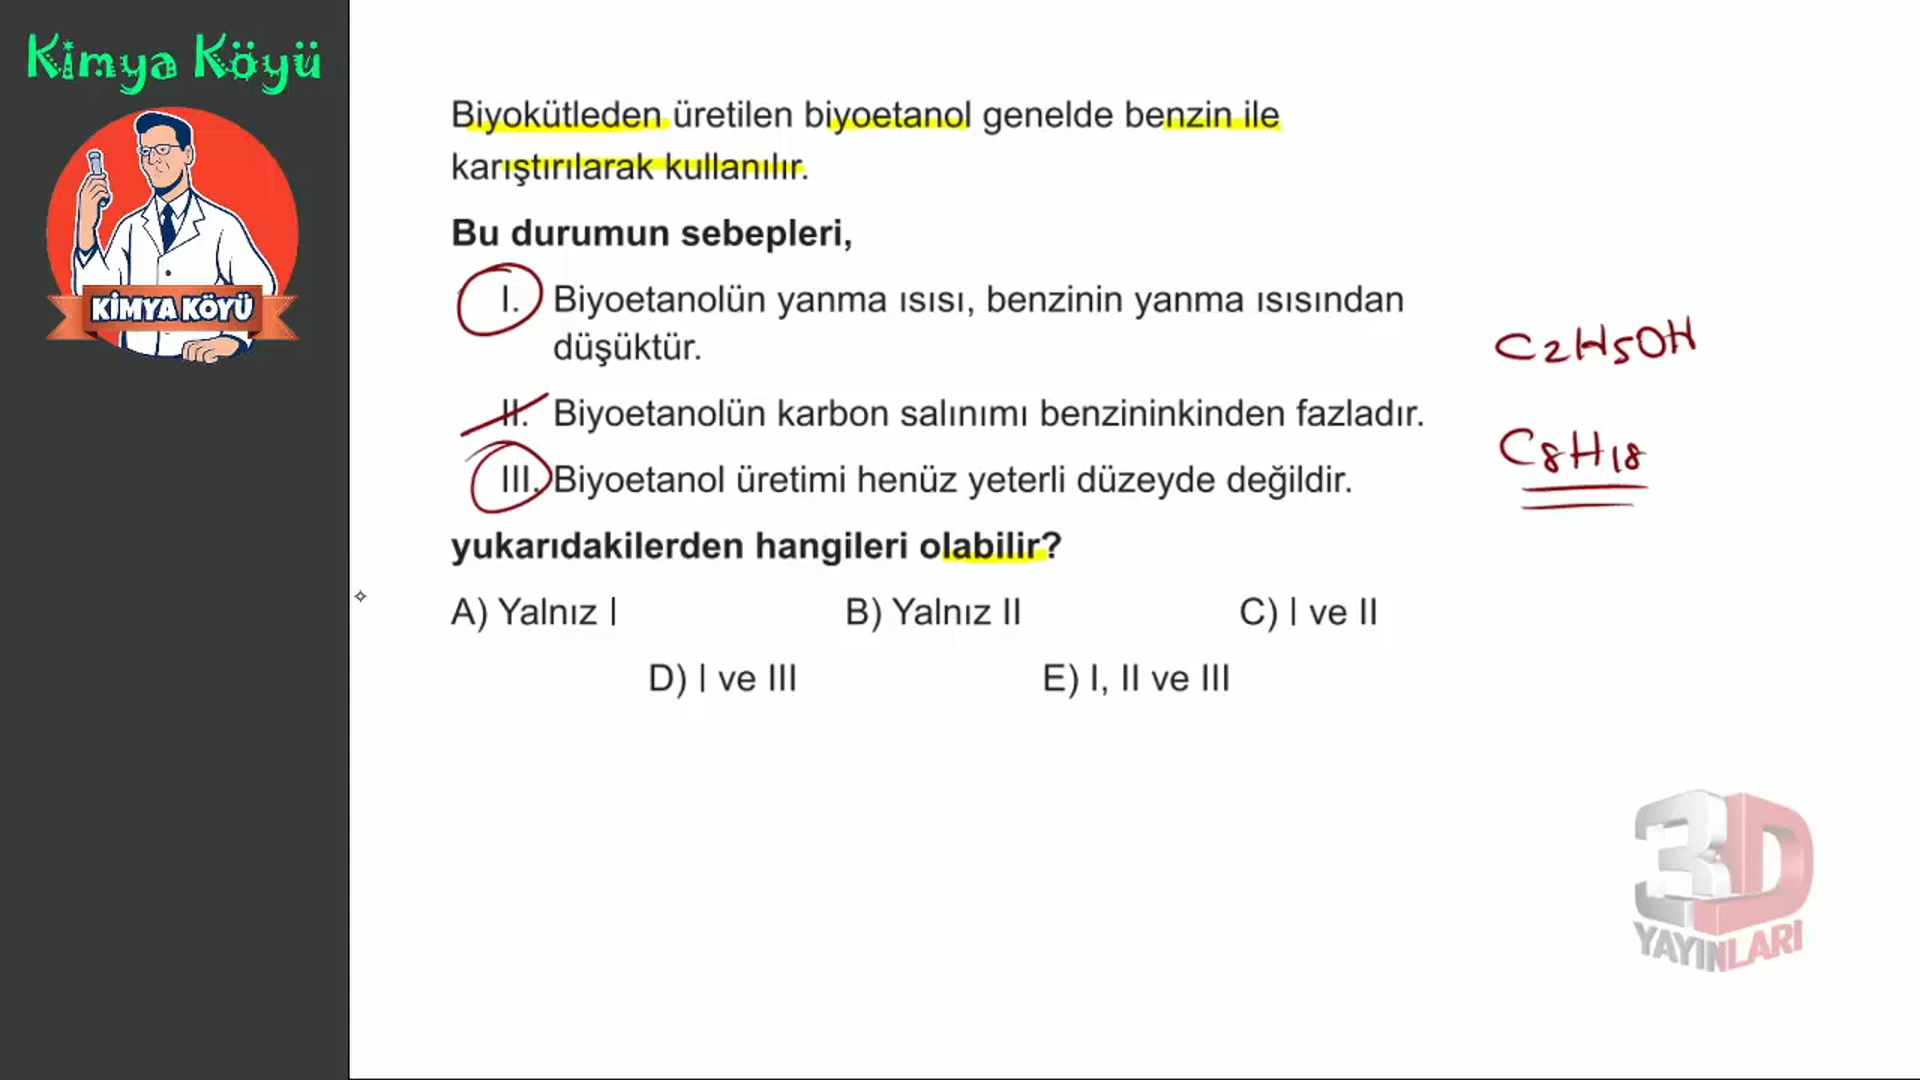 Kimya Köyü
KİMYA KÖYÜ
Biyokütleden üretilen biyoetanol genelde benzin ile
karıştırılarak kullanılır.
Bu durumun sebepleri,
I. Biyoetanolün yanma ısısı, benzinin yanma ısısından
düşüktür.
II. Biyoetanolün karbon salınımı benzininkinden fazladır.
III. Biyoetanol üretimi henüz yeterli düzeyde değildir.
yukarıdakilerden hangileri olabilir?
A) Yalnız I B) Yalnız II C) I ve II
D) I ve III E) I, II ve III
C2H5OH
C8H18
3D
YAYINLARI